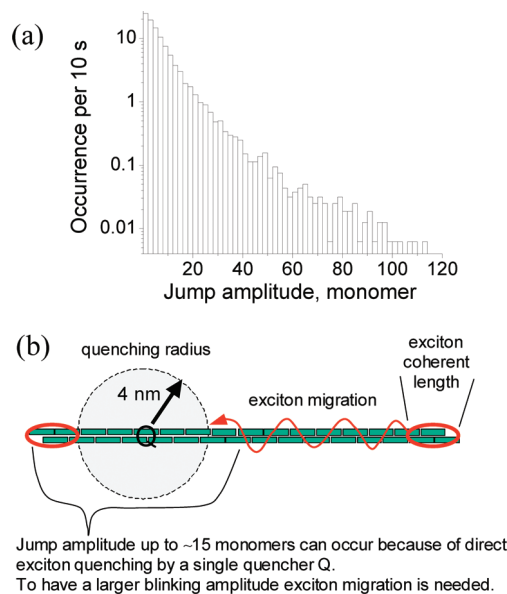 (a)
Occurrence per 10 s
10
1
0.1
0.01
20 40 60 80 100 120
Jump amplitude, monomer
(b)
quenching radius
exciton
coherent
length
4 nm
exciton migration
Q
Jump amplitude up to ~15 monomers can occur because of direct
exciton quenching by a single quencher Q.
To have a larger blinking amplitude exciton migration is needed.